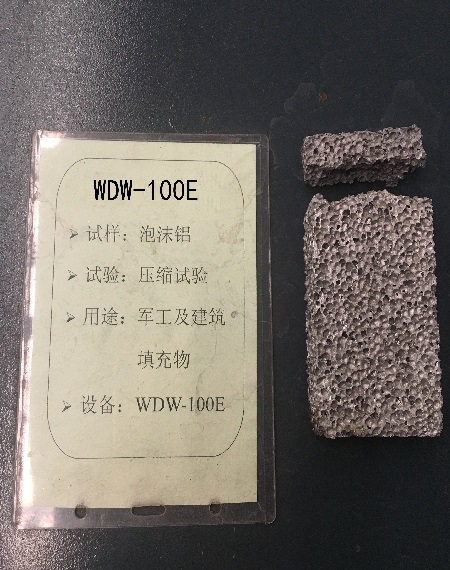 WDW-100E
➢ 试样：泡沫铝
➢ 试验：压缩试验
➢ 用途：军工及建筑
填充物
➢ 设备：WDW-100E